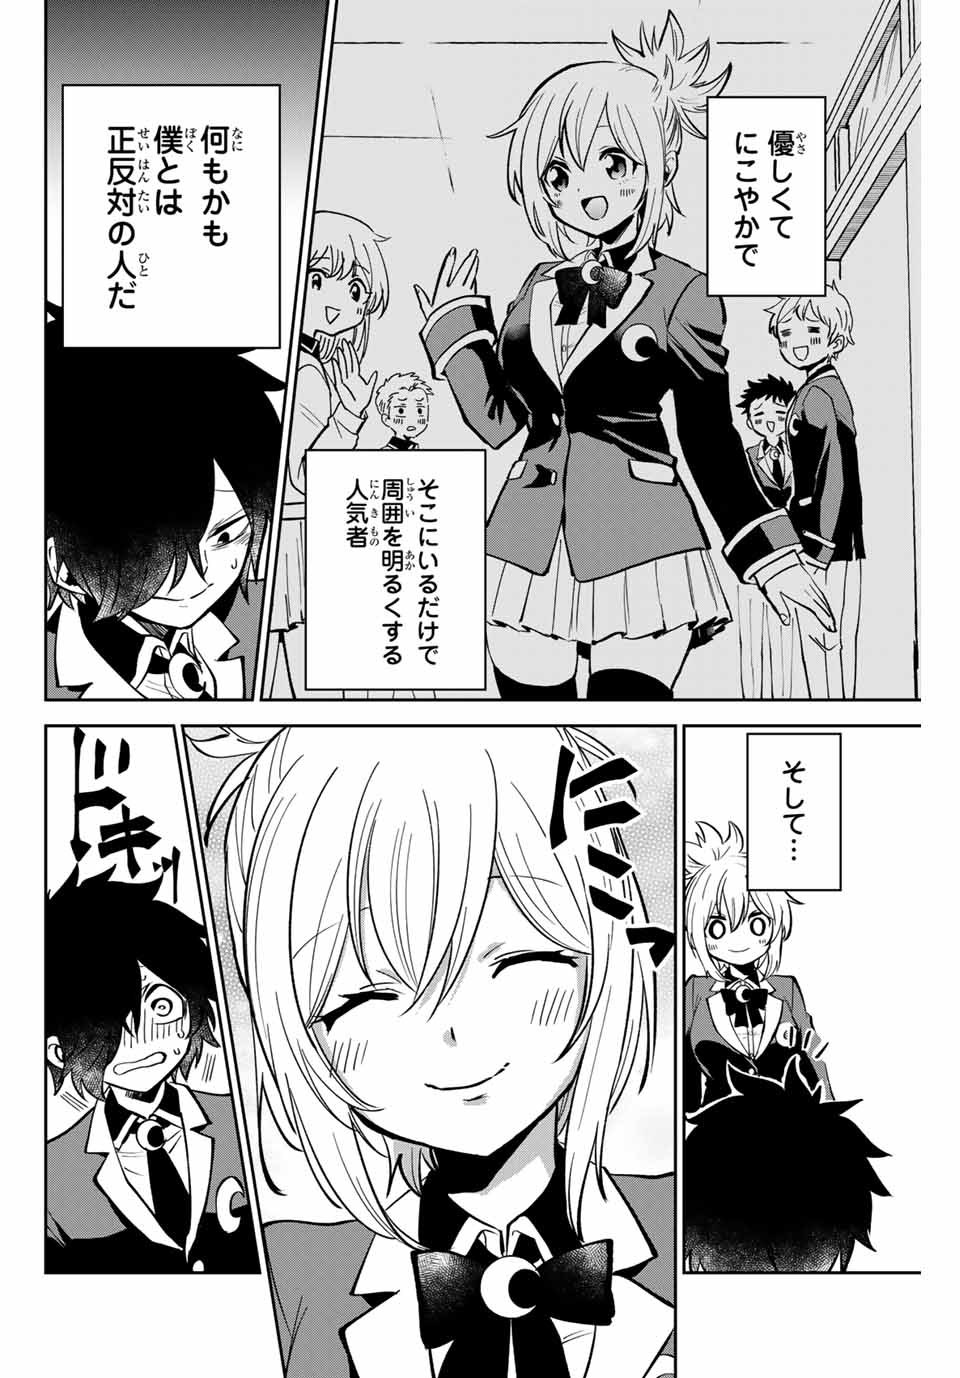 優しくて
にこやかで
そこにいるだけで
周囲を明るくする
人気者
何もかも
僕とは
正反対の人だ
そして…
ニコッ
ドキッ